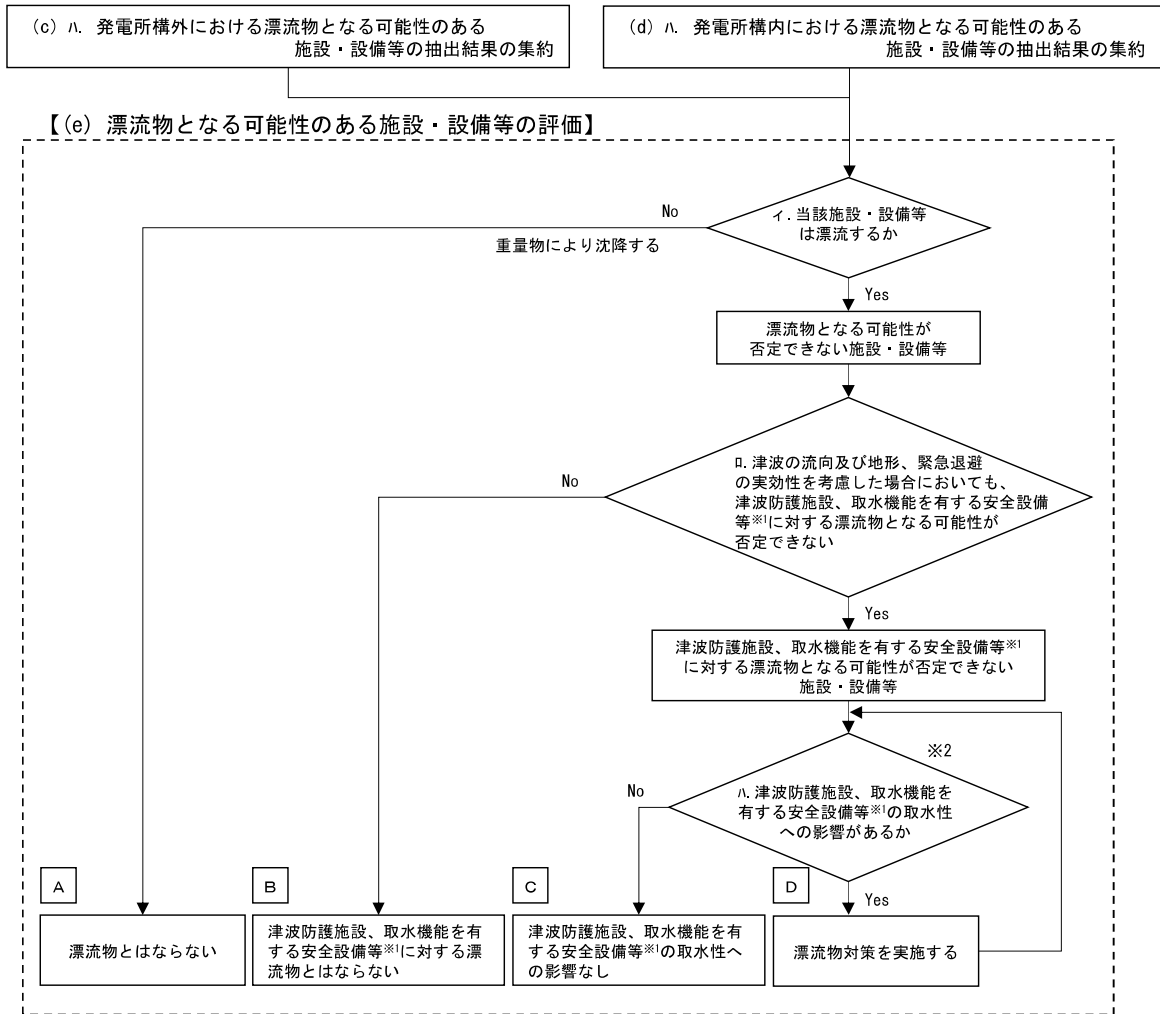 (c) ハ. 発電所構外における漂流物となる可能性のある
施設・設備等の抽出結果の集約
(d) ハ. 発電所構内における漂流物となる可能性のある
施設・設備等の抽出結果の集約
【(e) 漂流物となる可能性のある施設・設備等の評価】
イ.当該施設・設備等
は漂流するか
No
重量物により沈降する
Yes
漂流物となる可能性が
否定できない施設・設備等
ロ.津波の流向及び地形、緊急退避
の実効性を考慮した場合においても、
津波防護施設、取水機能を有する安全設備
等※1に対する漂流物となる可能性が
否定できない
No
Yes
津波防護施設、取水機能を有する安全設備等※1
に対する漂流物となる可能性が否定できない
施設・設備等
※2
ハ.津波防護施設、取水機能を
有する安全設備等※1の取水性
への影響があるか
No
Yes
A
漂流物とはならない
B
津波防護施設、取水機能を有
する安全設備等※1に対する漂
流物とはならない
C
津波防護施設、取水機能を有
する安全設備等※1の取水性へ
の影響なし
D
漂流物対策を実施する